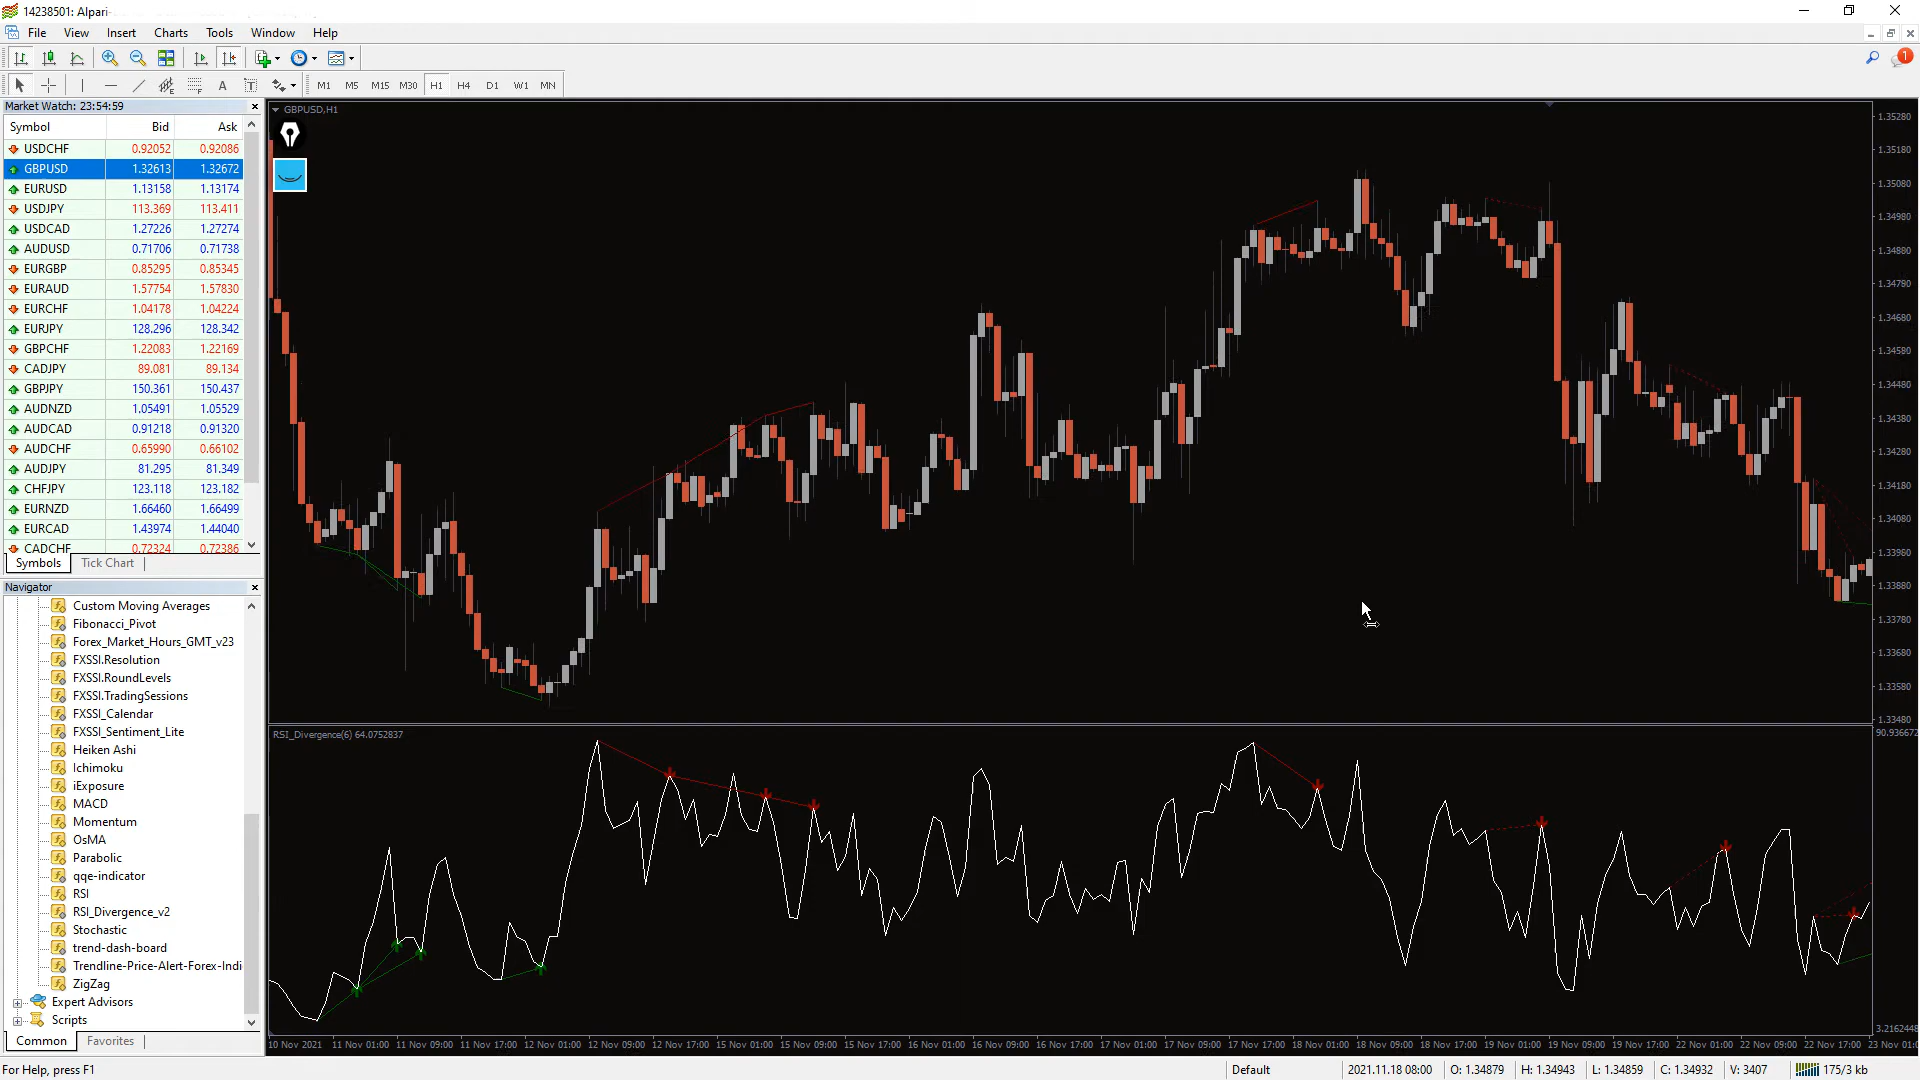 14238501: Alpari-
File View Insert Charts Tools Window Help
1
A T M1 M5 M15 M30 H1 H4 D1 W1 MN
Market Watch: 23:54:59
Symbol Bid Ask
USDCHF 0.92052 0.92086
GBPUSD 1.32613 1.32672
EURUSD 1.13158 1.13174
USDJPY 113.369 113.411
USDCAD 1.27226 1.27274
AUDUSD 0.71706 0.71738
EURGBP 0.85295 0.85345
EURAUD 1.57754 1.57830
EURCHF 1.04178 1.04224
EURJPY 128.296 128.342
GBPCHF 1.22083 1.22169
CADJPY 89.081 89.134
GBPJPY 150.361 150.437
AUDNZD 1.05491 1.05529
AUDCAD 0.91218 0.91320
AUDCHF 0.65990 0.66102
AUDJPY 81.295 81.349
CHFJPY 123.118 123.182
EURNZD 1.66460 1.66499
EURCAD 1.43974 1.44040
CADCHF 0.72324 0.72386
Symbols Tick Chart
Navigator
Custom Moving Averages
Fibonacci_Pivot
Forex_Market_Hours_GMT_v23
FXSSI.Resolution
FXSSI.RoundLevels
FXSSI.TradingSessions
FXSSI_Calendar
FXSSI_Sentiment_Lite
Heiken Ashi
Ichimoku
iExposure
MACD
Momentum
OsMA
Parabolic
qqe-indicator
RSI
RSI_Divergence_v2
Stochastic
trend-dash-board
Trendline-Price-Alert-Forex-Indi
ZigZag
Expert Advisors
Scripts
Common Favorites
GBPUSD,H1
1.35280
1.35180
1.35080
1.34980
1.34880
1.34790
1.34680
1.34580
1.34480
1.34380
1.34280
1.34180
1.34080
1.33980
1.33880
1.33780
1.33680
1.33580
1.33480
RSI_Divergence(6) 64.0752837
90.936672
3.2162448
10 Nov 2021 11 Nov 01:00 11 Nov 09:00 11 Nov 17:00 12 Nov 01:00 12 Nov 09:00 12 Nov 17:00 15 Nov 01:00 15 Nov 09:00 15 Nov 17:00 16 Nov 01:00 16 Nov 09:00 16 Nov 17:00 17 Nov 01:00 17 Nov 09:00 17 Nov 17:00 18 Nov 01:00 18 Nov 09:00 18 Nov 17:00 19 Nov 01:00 19 Nov 09:00 19 Nov 17:00 22 Nov 01:00 22 Nov 09:00 22 Nov 17:00 23 Nov 01:0
For Help, press F1 Default 2021.11.18 08:00 O: 1.34879 H: 1.34943 L: 1.34859 C: 1.34932 V: 3407 175/3 kb